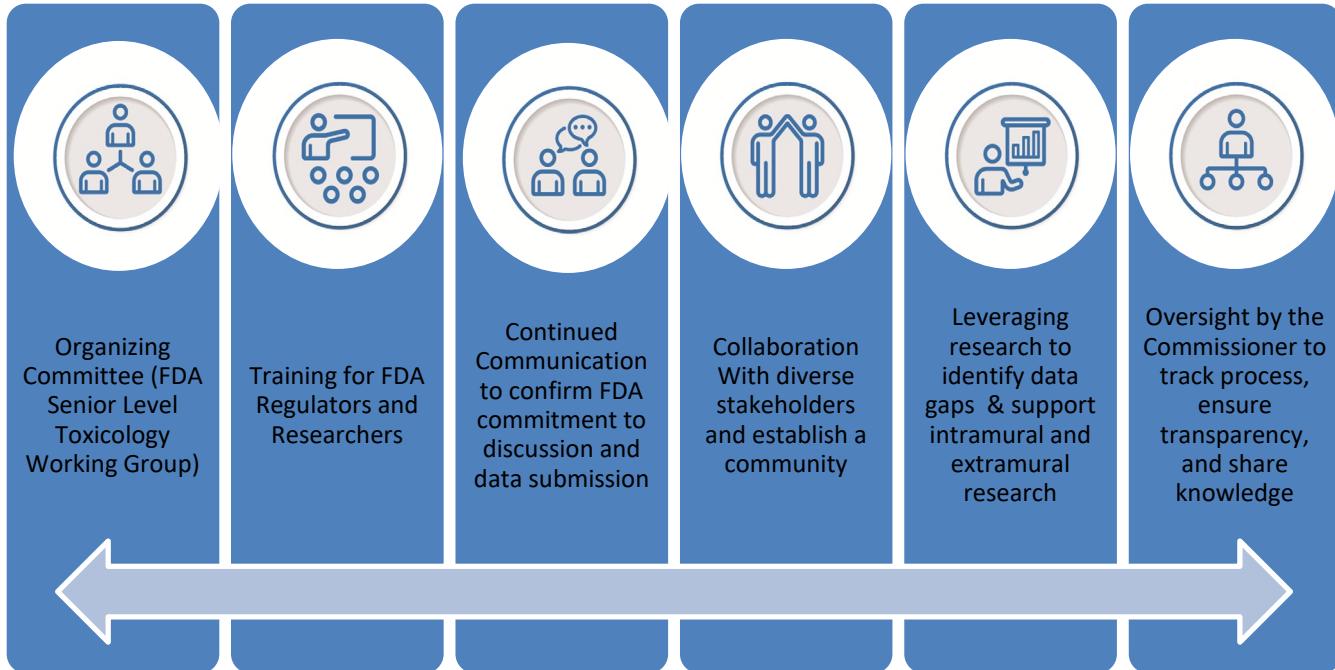 Organizing
Committee (FDA
Senior Level
Toxicology
Working Group)
Training for FDA
Regulators and
Researchers
Continued
Communication
to confirm FDA
commitment to
discussion and
data submission
Collaboration
With diverse
stakeholders
and establish a
community
Leveraging
research to
identify data
gaps & support
intramural and
extramural
research
Oversight by the
Commissioner to
track process,
ensure
transparency,
and share
knowledge